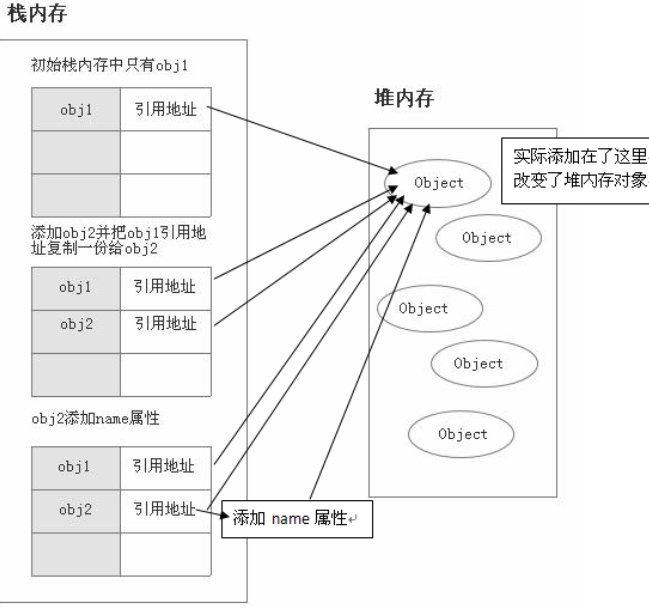 栈内存
初始栈内存中只有obj1
obj1 引用地址
添加obj2并把obj1引用地
址复制一份给obj2
obj1 引用地址
obj2 引用地址
obj2添加name属性
obj1 引用地址
obj2 引用地址
添加 name 属性↵
堆内存
Object
实际添加在了这里
改变了堆内存对象
Object
Object
Object
Object